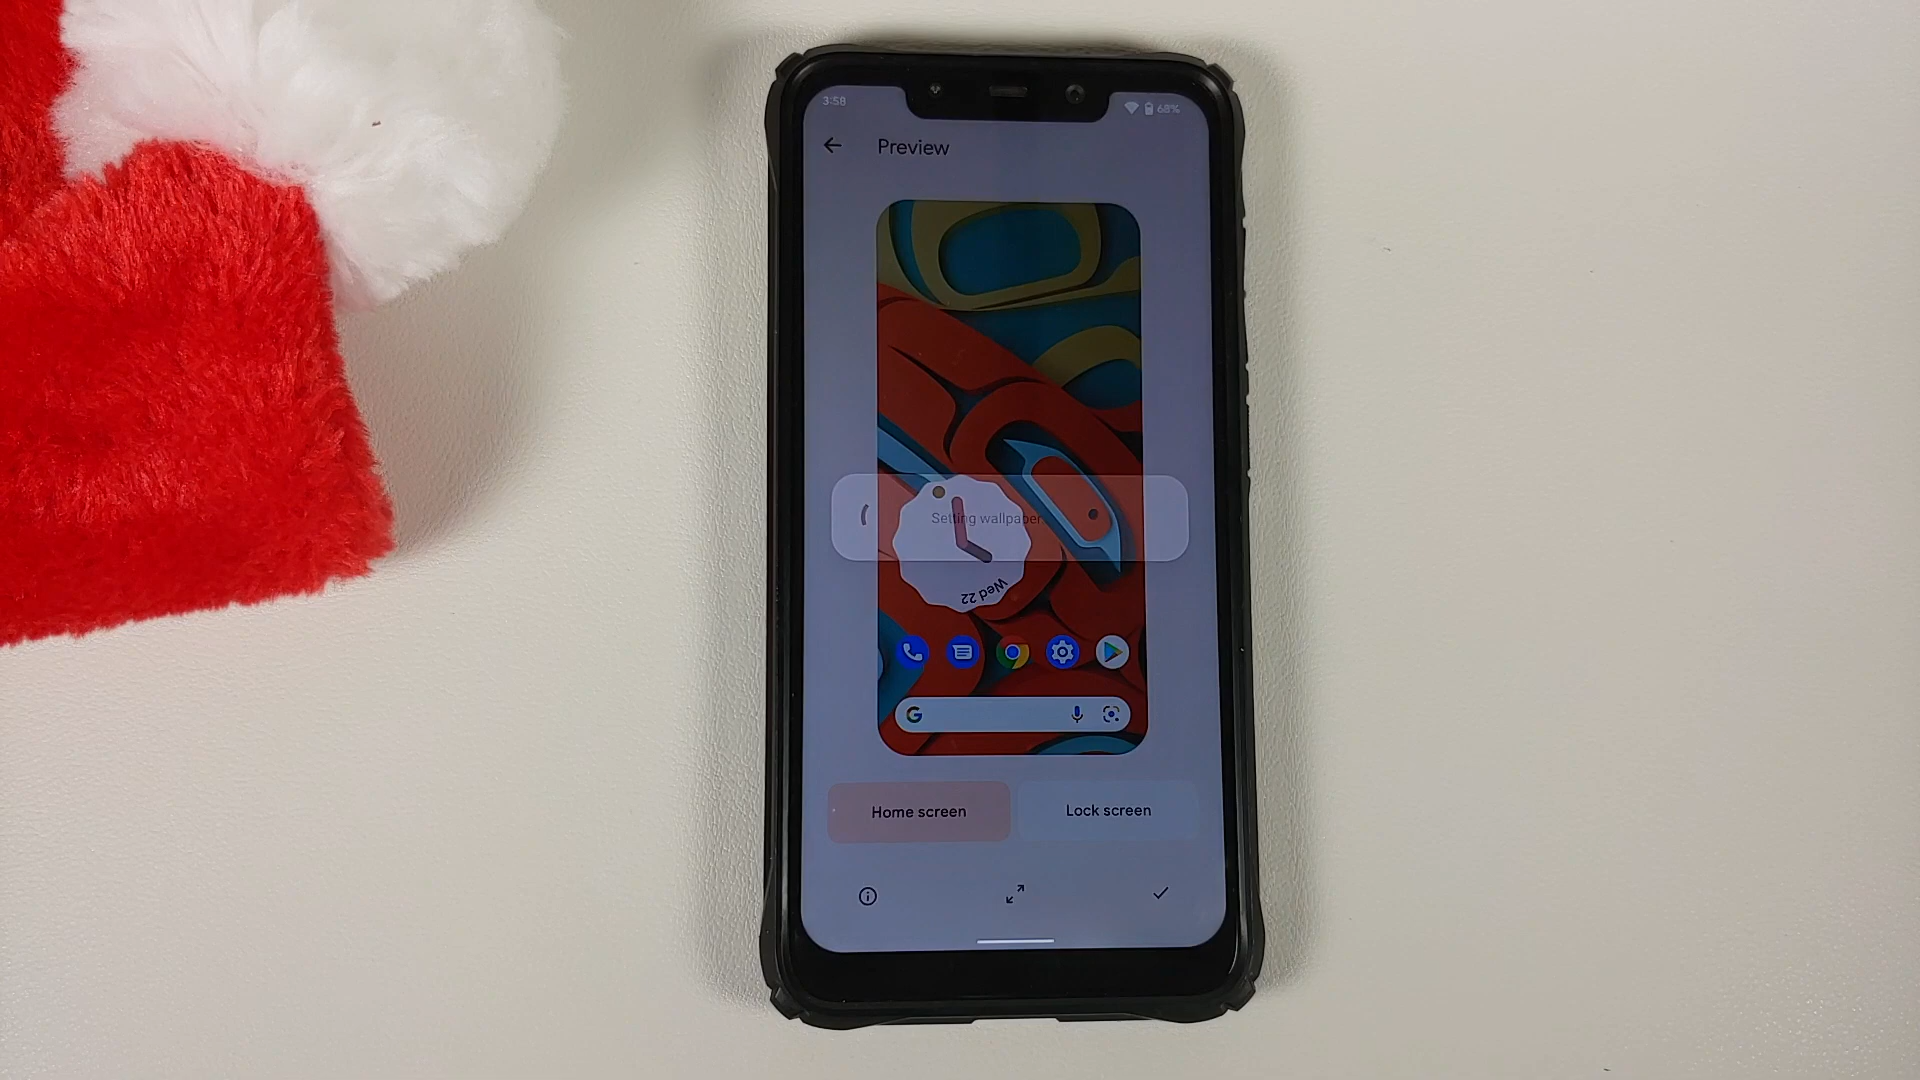 3:58
68%
Preview
Setting wallpaper
Wed 22
G
Home screen
Lock screen